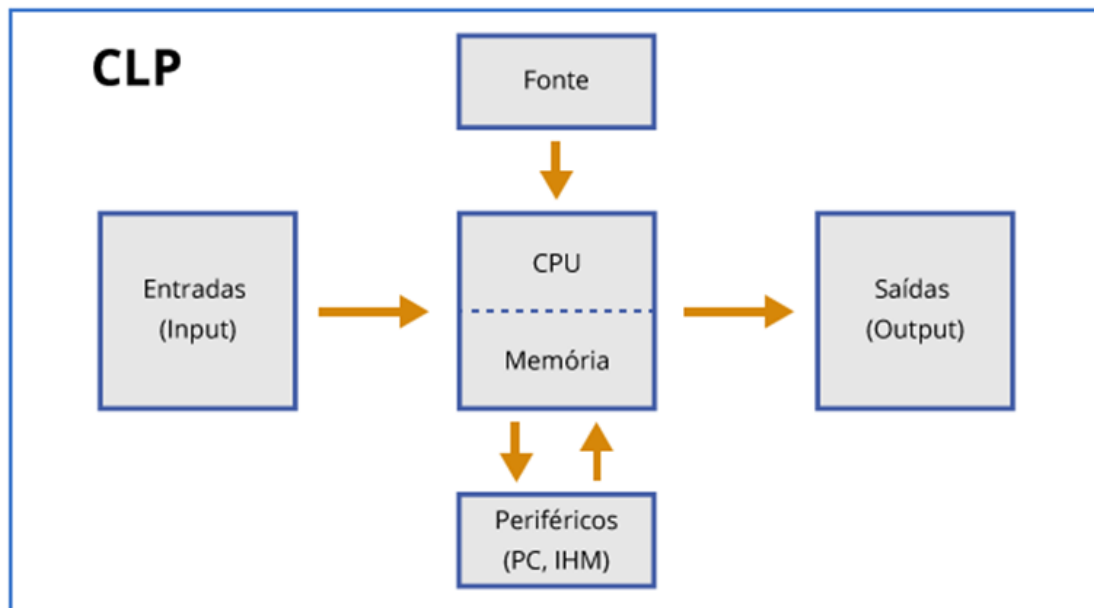 CLP
Fonte
Entradas
(Input)
CPU
Memória
Saídas
(Output)
Periféricos
(PC, IHM)